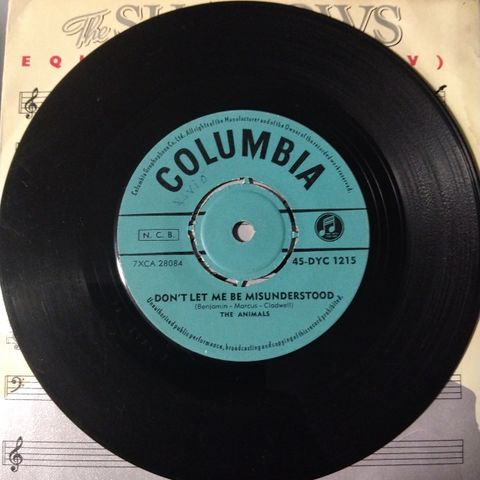 The SHADOWS
Columbia Graphophone Co. Ltd. All rights of the Manufacturer and of the Owner of the recorded work reserved.
COLUMBIA
DAVID
N. C. B.
7XCA 28084
45-DYC 1215
DON'T LET ME BE MISUNDERSTOOD
(Benjamin - Marcus - Cladwell)
THE ANIMALS
Unauthorised public performance, broadcasting and copying of this record prohibited.